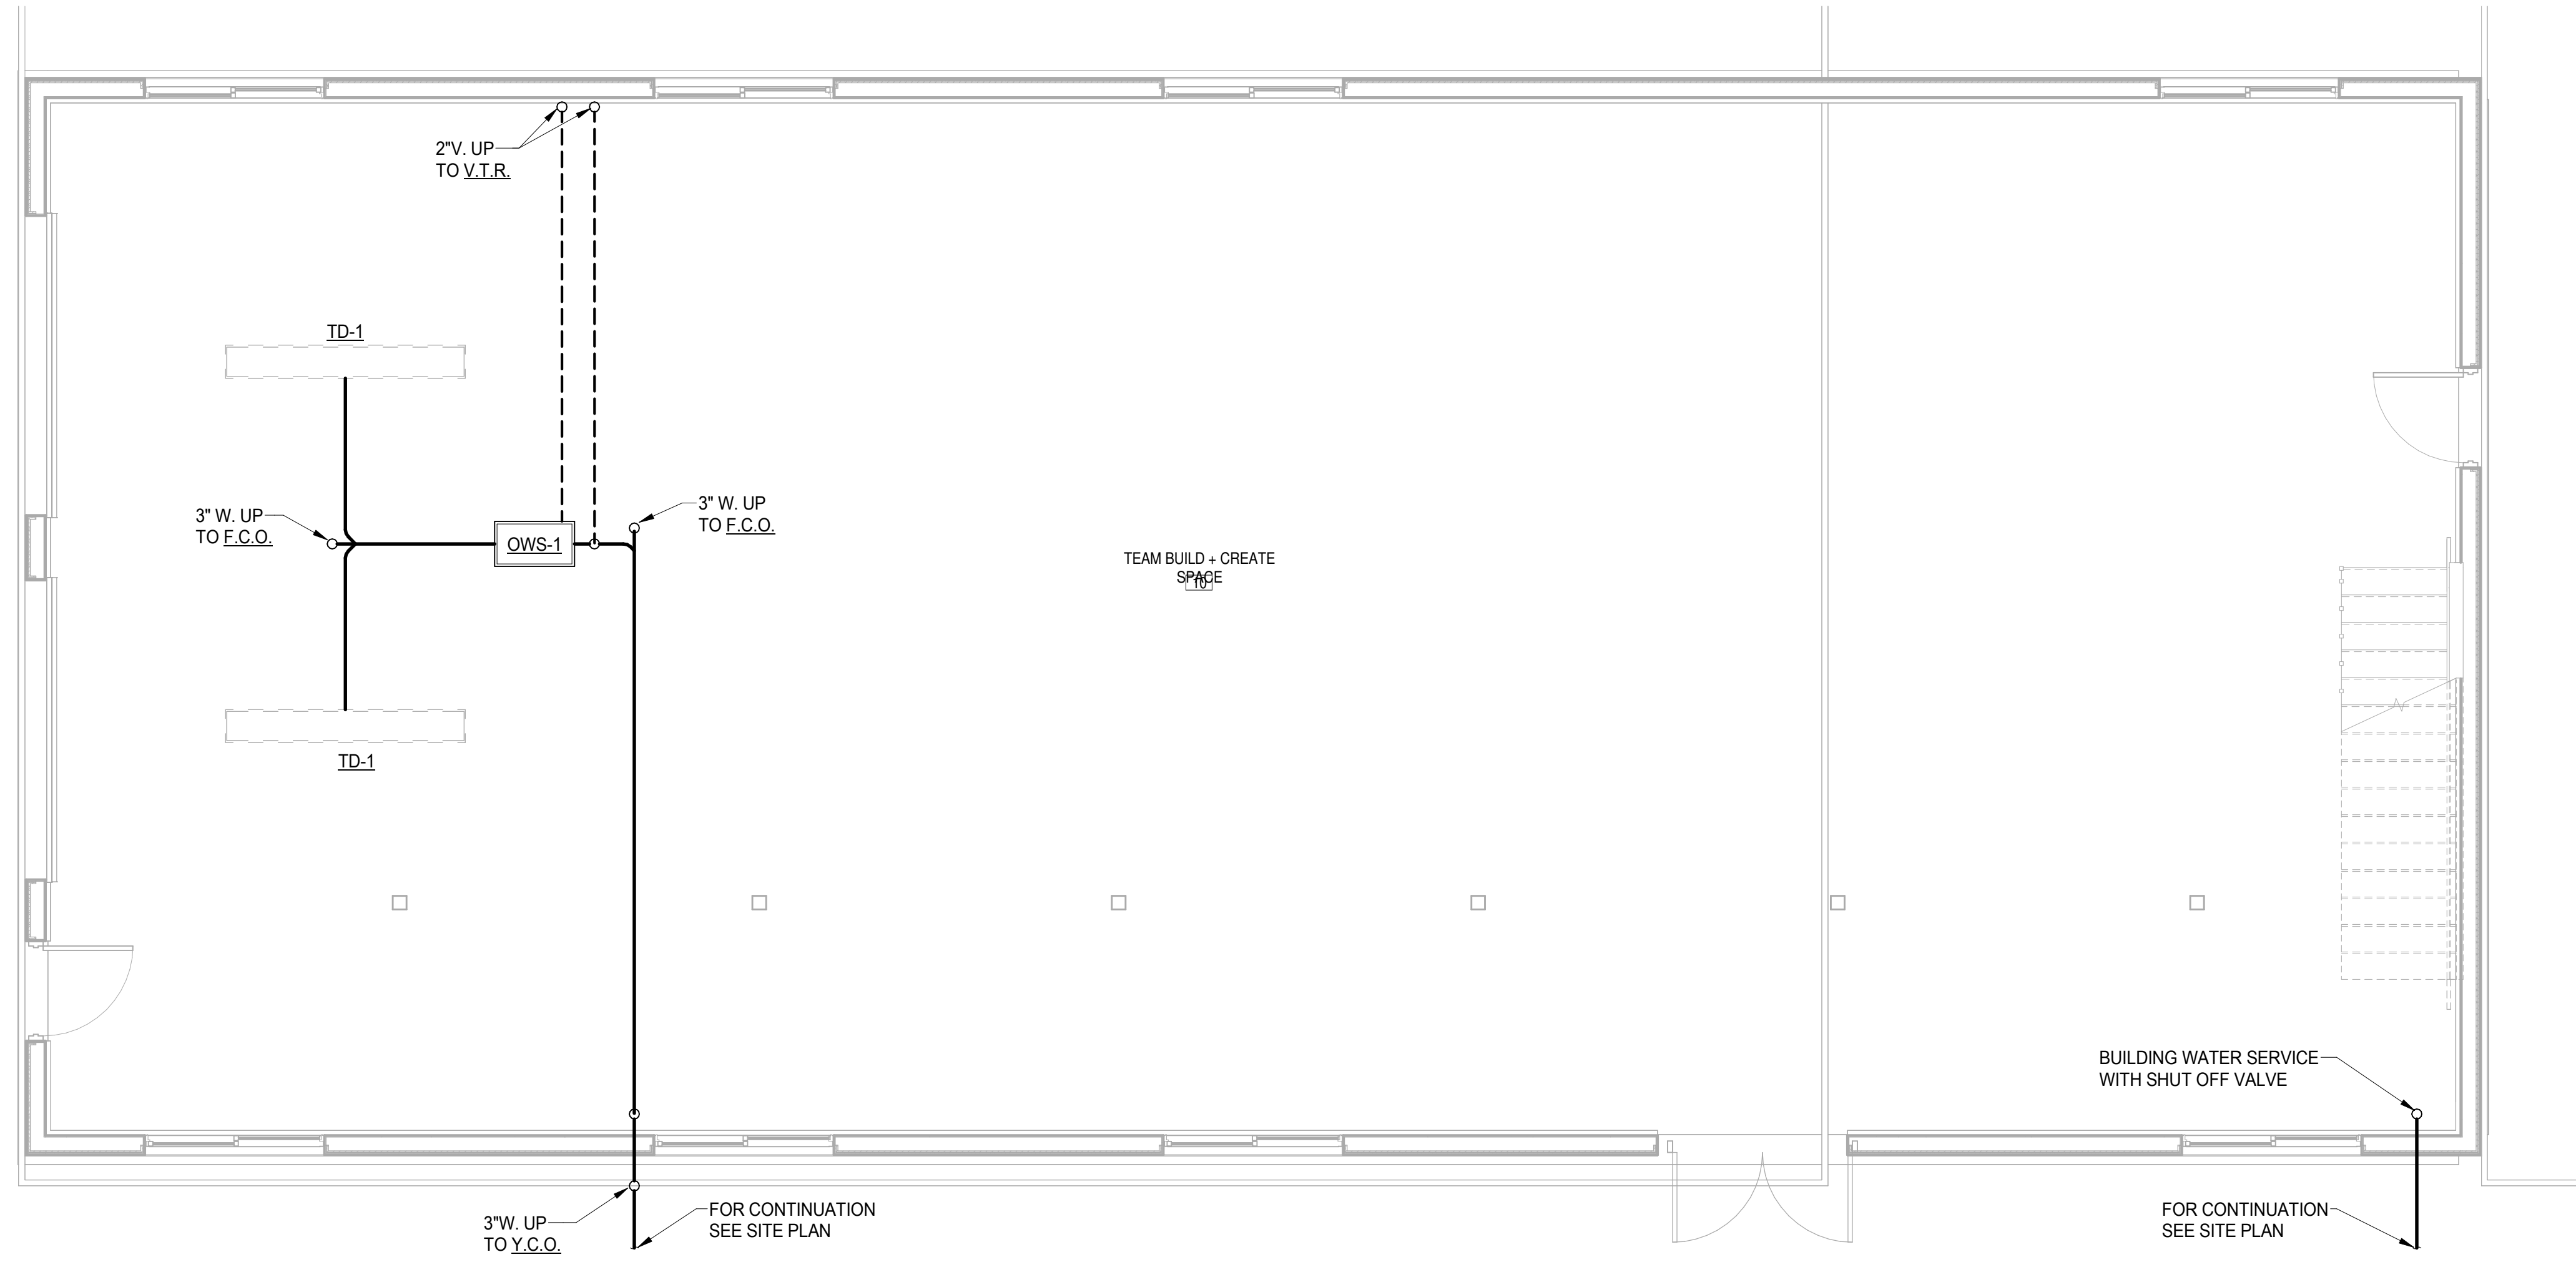 2"V. UP
TO V.T.R.
TD-1
3" W. UP
TO F.C.O.
OWS-1
3" W. UP
TO F.C.O.
TEAM BUILD + CREATE
SPACE
10
TD-1
BUILDING WATER SERVICE
WITH SHUT OFF VALVE
3"W. UP
TO Y.C.O.
FOR CONTINUATION
SEE SITE PLAN
FOR CONTINUATION
SEE SITE PLAN